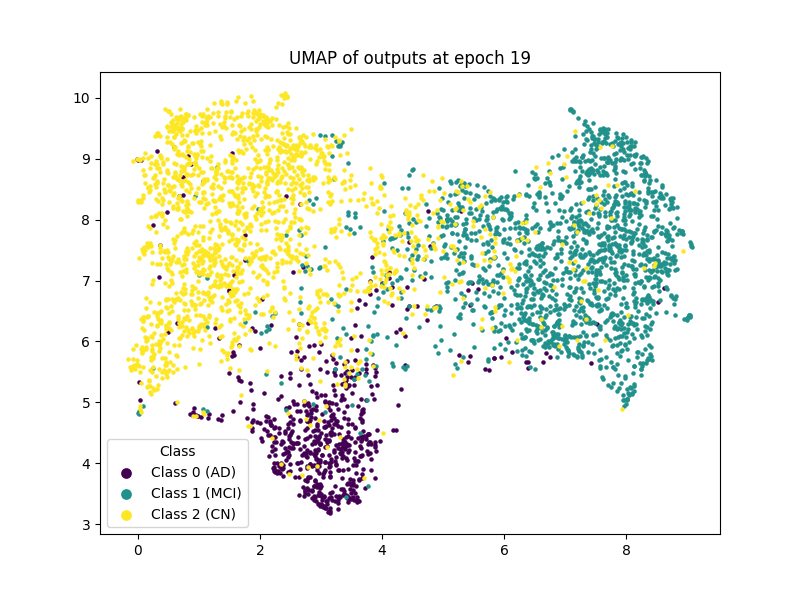 UMAP of outputs at epoch 19
10
9
8
7
6
5
4
3
Class
Class 0 (AD)
Class 1 (MCI)
Class 2 (CN)
0 2 4 6 8